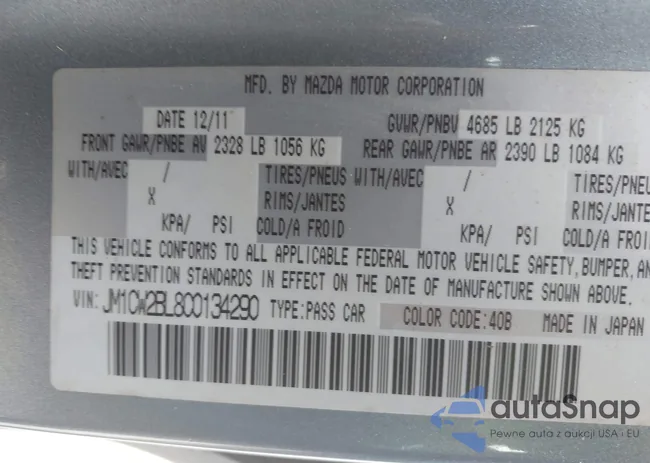 MFD. BY MAZDA MOTOR CORPORATION
DATE 12/11 GVWR/PNBV 4685 LB 2125 KG
FRONT GAWR/PNBE AV 2328 LB 1056 KG REAR GAWR/PNBE AR 2390 LB 1084 KG
WITH/AVEC / TIRES/PNEUS WITH/AVEC / TIRES/PNEU
X RIMS/JANTES X RIMS/JANTES
KPA/ PSI COLD/A FROID KPA/ PSI COLD/A FROI
THIS VEHICLE CONFORMS TO ALL APPLICABLE FEDERAL MOTOR VEHICLE SAFETY, BUMPER, AN
THEFT PREVENTION STANDARDS IN EFFECT ON THE DATE OF MANUFACTURE SHOWN ABOVE.
VIN: JM1CW2BL8C0134290 TYPE: PASS CAR COLOR CODE: 40B MADE IN JAPAN
autaSnap
Pewne auta z aukcji USA i EU